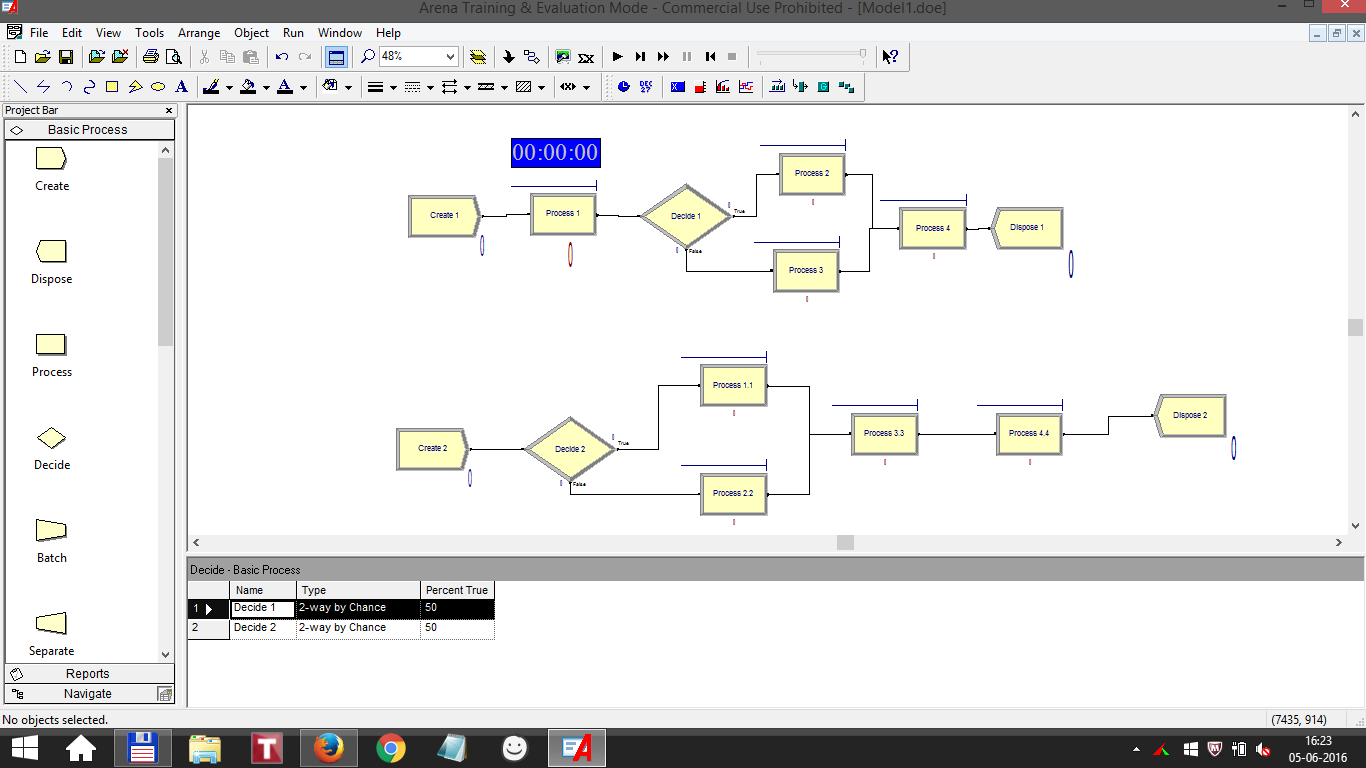 Arena Training & Evaluation Mode - Commercial Use Prohibited - [Model1.doe]
File Edit View Tools Arrange Object Run Window Help
48%
Project Bar
Basic Process
Create
Dispose
Process
Decide
Batch
Separate
Reports
Navigate
00:00:00
Create 1
Process 1
Decide 1
True
False
Process 2
Process 3
Process 4
Dispose 1
Create 2
Decide 2
True
False
Process 1.1
Process 2.2
Process 3.3
Process 4.4
Dispose 2
Decide - Basic Process
Name Type Percent True
1 Decide 1 2-way by Chance 50
2 Decide 2 2-way by Chance 50
No objects selected.
(7435, 914)
16:23
05-06-2016